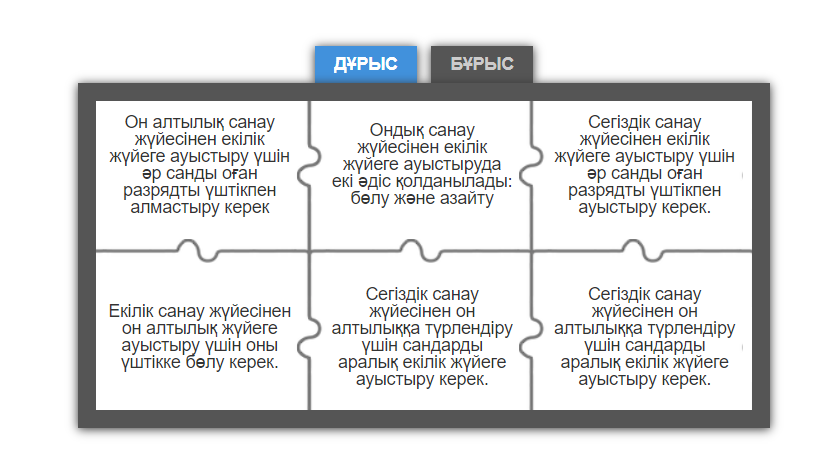 ДҰРЫС
БҰРЫС
Он алтылық санау
жүйесінен екілік
жүйеге ауыстыру үшін
әр санды оған
разрядты үштікпен
алмастыру керек
Ондық санау
жүйесінен екілік
жүйеге ауыстыруда
екі әдіс қолданылады:
бөлу және азайту
Сегіздік санау
жүйесінен екілік
жүйеге ауыстыру үшін
әр санды оған
разрядты үштікпен
ауыстыру керек.
Екілік санау жүйесінен
он алтылық жүйеге
ауыстыру үшін оны
үштікке бөлу керек.
Сегіздік санау
жүйесінен он
алтылыққа түрлендіру
үшін сандарды
аралық екілік жүйеге
ауыстыру керек.
Сегіздік санау
жүйесінен он
алтылыққа түрлендіру
үшін сандарды
аралық екілік жүйеге
ауыстыру керек.